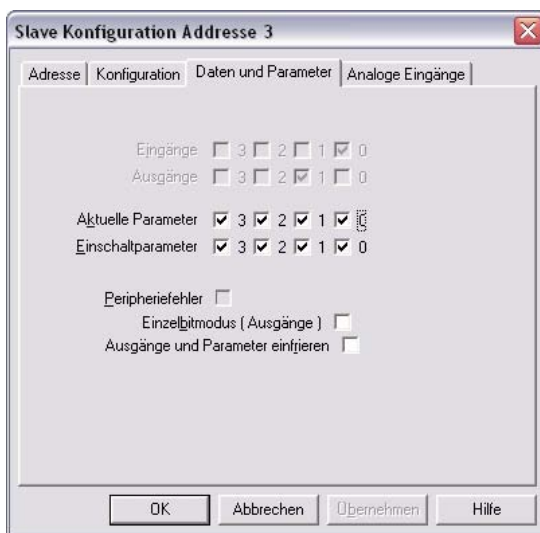 Slave Konfiguration Addresse 3
Adresse Konfiguration Daten und Parameter Analoge Eingänge
Eingänge 3 2 1 0
Ausgänge 3 2 1 0
Aktuelle Parameter 3 2 1 0
Einschaltparameter 3 2 1 0
Peripheriefehler
Einzelbitmodus ( Ausgänge )
Ausgänge und Parameter einfrieren
OK Abbrechen Übernehmen Hilfe